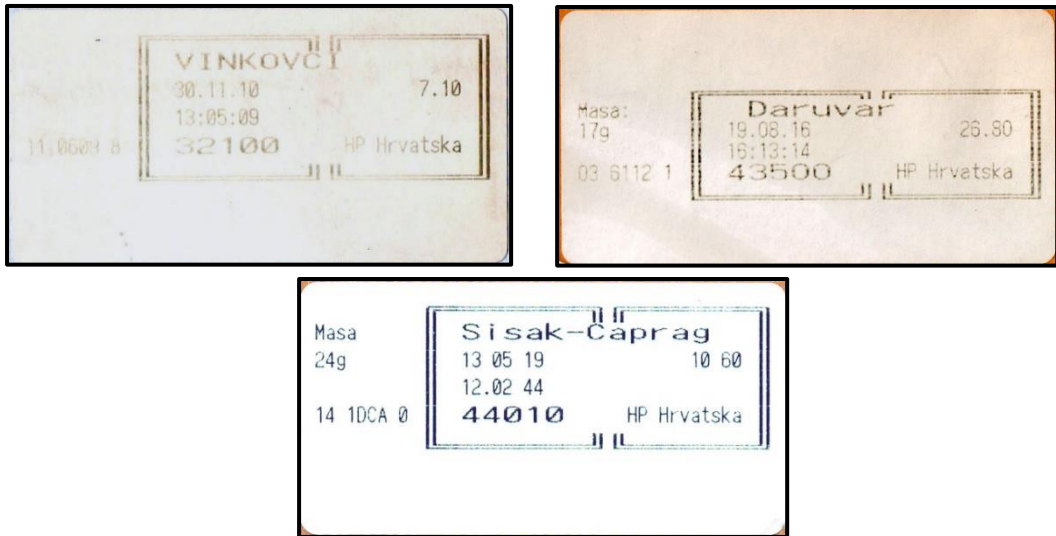 VINKOVCI
30.11.10 7.10
13:05:09
11.0609 8 32100 HP Hrvatska
Daruvar
Masa:
17g 19.08.16 26.80
16:13:14
03 6112 1 43500 HP Hrvatska
Masa Sisak-Caprag
24g 13 05 19 10 60
12.02 44
14 1DCA 0 44010 HP Hrvatska